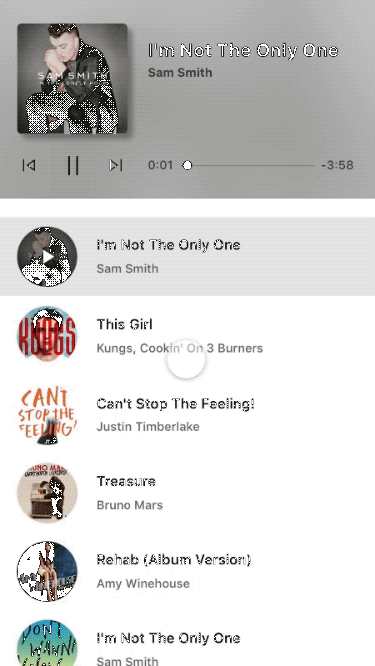 SAM SMITH
I'm Not The Only One
Sam Smith
0:01
-3:58
I'm Not The Only One
Sam Smith
KUNGS
This Girl
Kungs, Cookin' On 3 Burners
CAN'T
STOP THE
FEELING!
Can't Stop The Feeling!
Justin Timberlake
BRUNO MARS
Treasure
Bruno Mars
Rehab (Album Version)
Amy Winehouse
DON'T
WANNA
I'm Not The Only One
Sam Smith